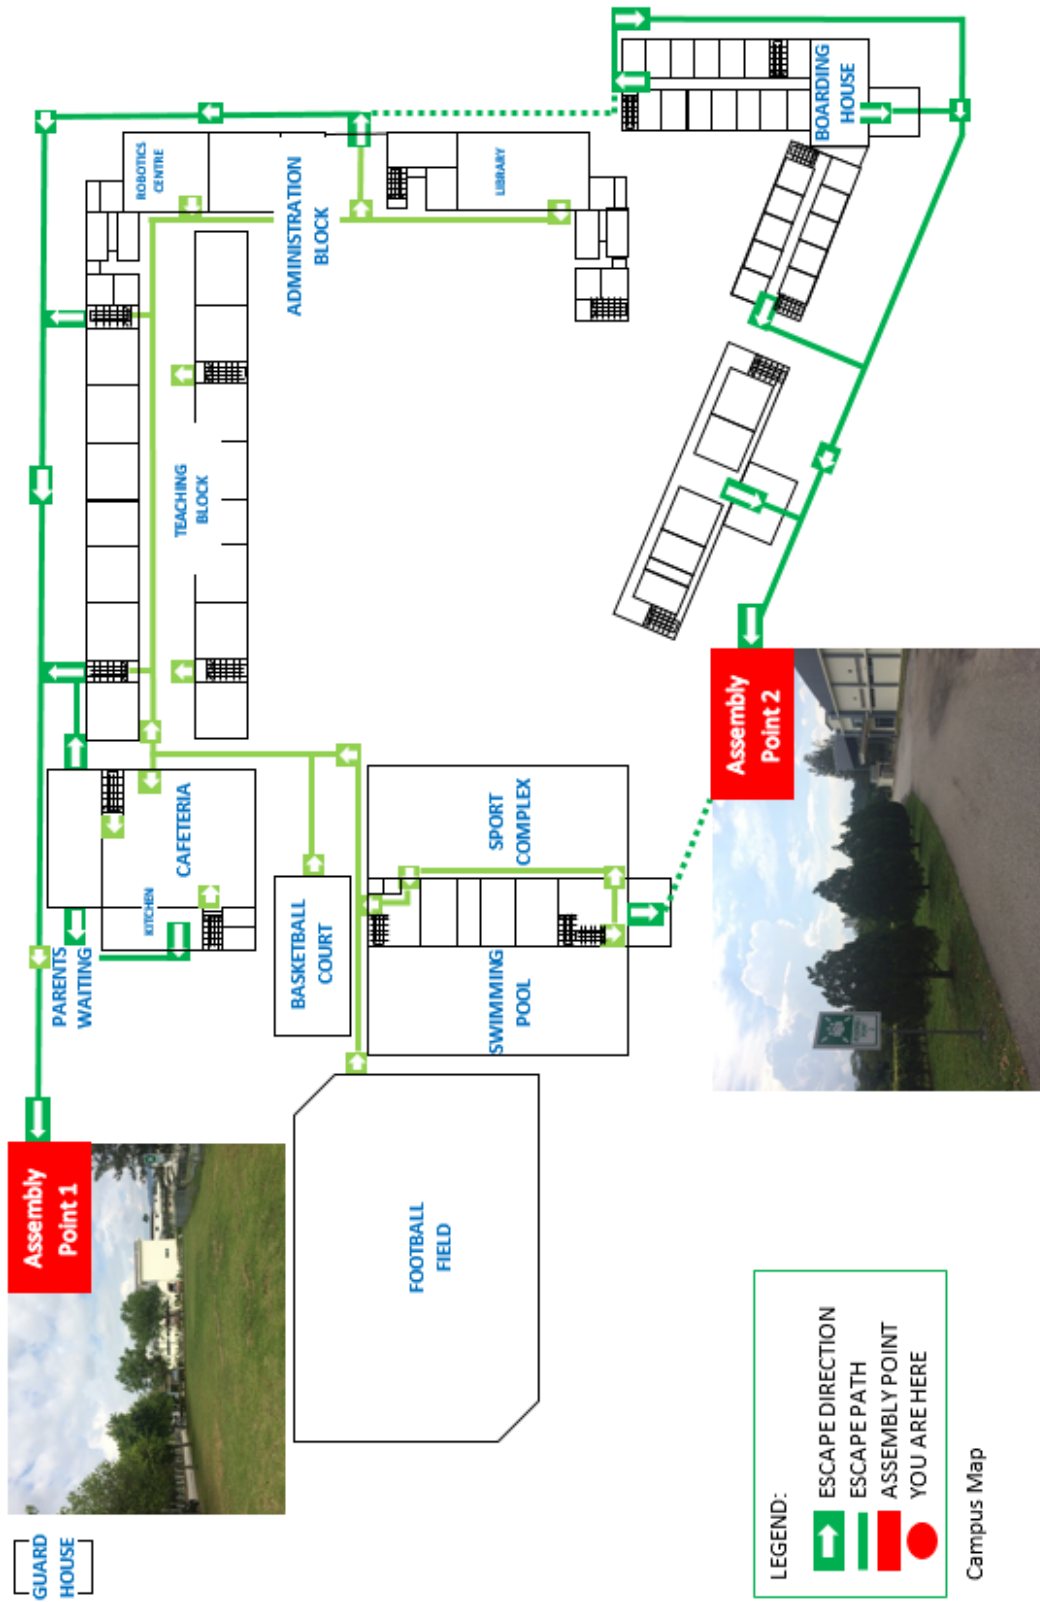 GUARD
HOUSE
Assembly
Point 1
PARENTS
WAITING
KITCHEN
CAFETERIA
TEACHING
BLOCK
ROBOTICS
CENTRE
ADMINISTRATION
BLOCK
LIBRARY
BASKETBALL
COURT
FOOTBALL
FIELD
SWIMMING
POOL
SPORT
COMPLEX
BOARDING
HOUSE
Assembly
Point 2
LEGEND:
ESCAPE DIRECTION
ESCAPE PATH
ASSEMBLY POINT
YOU ARE HERE
Campus Map